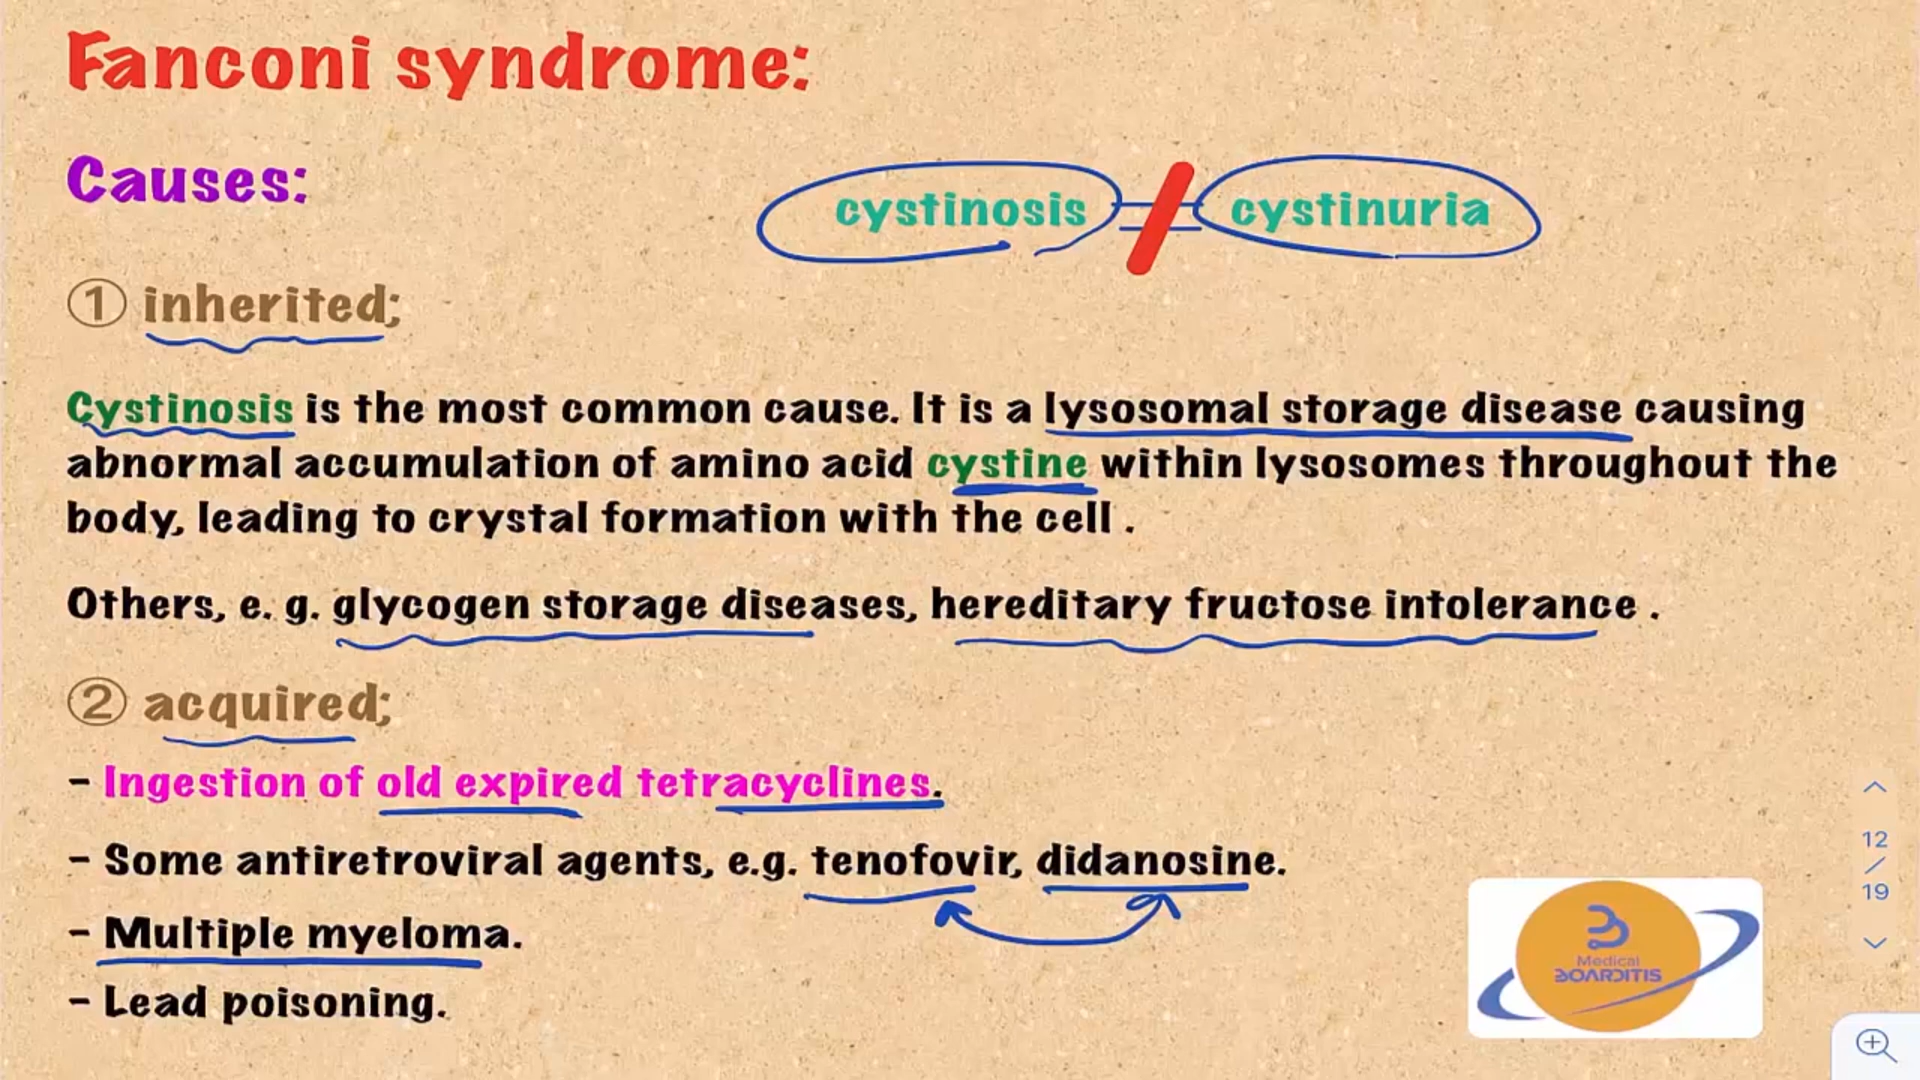 Fanconi syndrome:
Causes:
cystinosis = cystinuria
① inherited;
Cystinosis is the most common cause. It is a lysosomal storage disease causing
abnormal accumulation of amino acid cystine within lysosomes throughout the
body, leading to crystal formation with the cell .
Others, e. g. glycogen storage diseases, hereditary fructose intolerance .
② acquired;
- Ingestion of old expired tetracyclines.
- Some antiretroviral agents, e.g. tenofovir, didanosine.
- Multiple myeloma.
- Lead poisoning.
12
/
19
Medical
BOARDITIS